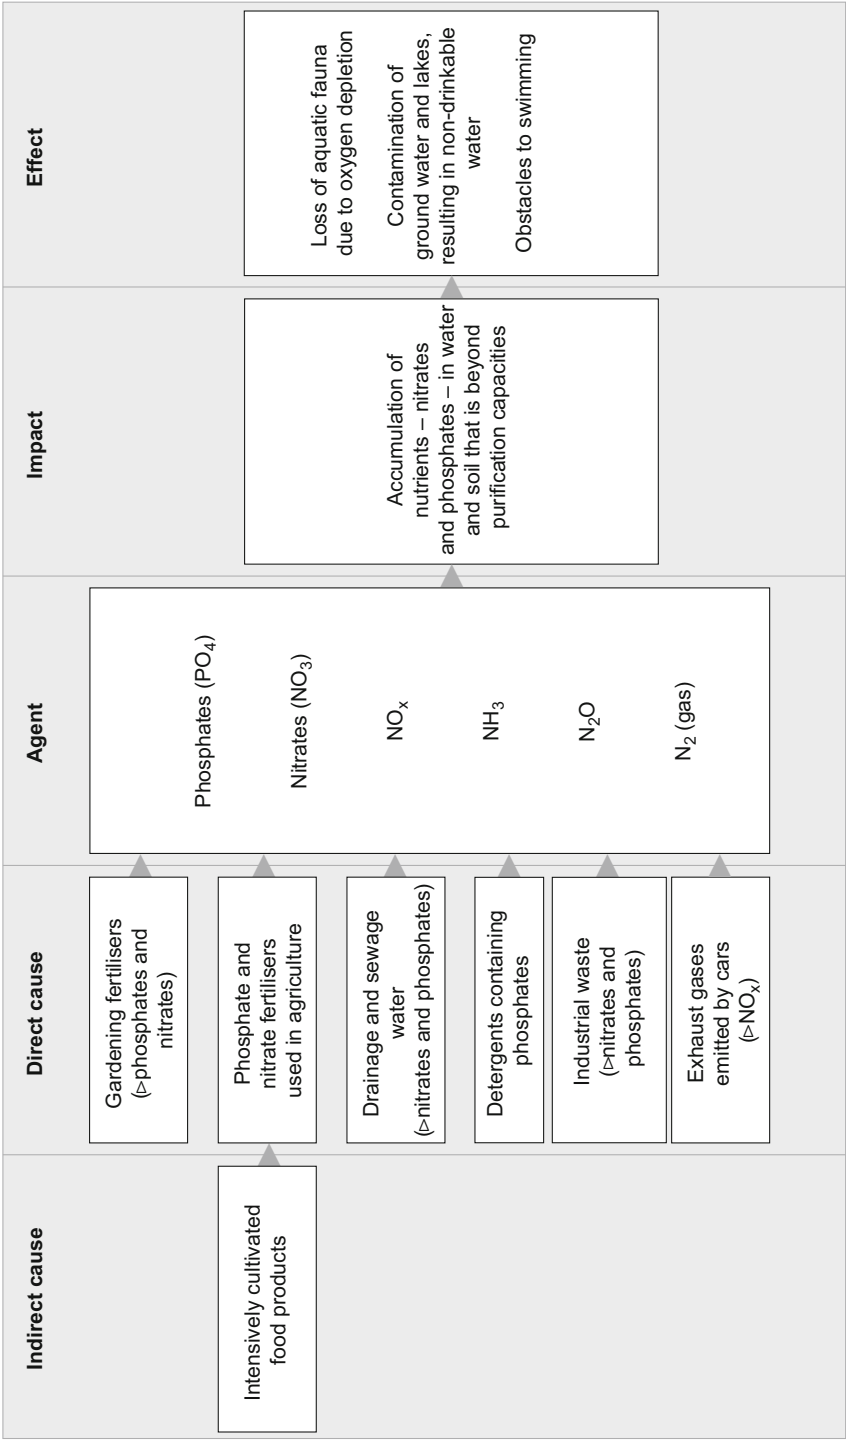 Indirect cause
Intensively cultivated
food products
Direct cause
Gardening fertilisers
(▷phosphates and
nitrates)
Phosphate and
nitrate fertilisers
used in agriculture
Drainage and sewage
water
(▷nitrates and phosphates)
Detergents containing
phosphates
Industrial waste
(▷nitrates and
phosphates)
Exhaust gases
emitted by cars
(▷NOₓ)
Agent
Phosphates (PO₄)
Nitrates (NO₃)
NOₓ
NH₃
N₂O
N₂ (gas)
Impact
Accumulation of
nutrients – nitrates
and phosphates – in water
and soil that is beyond
purification capacities
Effect
Loss of aquatic fauna
due to oxygen depletion
Contamination of
ground water and lakes,
resulting in non-drinkable
water
Obstacles to swimming